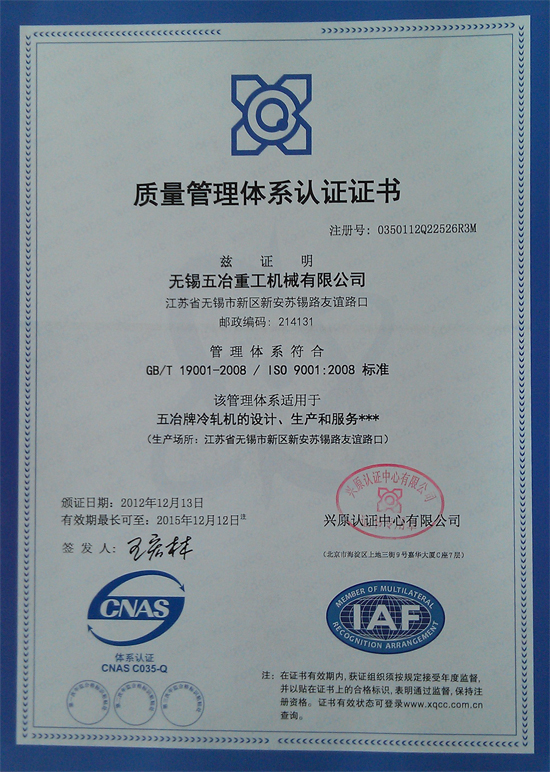 质量管理体系认证证书
注册号: 0350112Q22526R3M
兹 证 明
无锡五冶重工机械有限公司
江苏省无锡市新区新安苏锡路友谊路口
邮政编码: 214131
管理体系符合
GB/T 19001-2008 / ISO 9001:2008 标准
该管理体系适用于
五冶牌冷轧机的设计、生产和服务***
(生产场所: 江苏省无锡市新区新安苏锡路友谊路口)
颁证日期: 2012年12月13日
有效期最长可至: 2015年12月12日注
签 发 人:
兴原认证中心有限公司
兴原认证中心有限公司
(北京市海淀区上地三街9号嘉华大厦C座7层)
CNAS
体系认证
CNAS C035-Q
MEMBER OF MULTILATERAL
IAF
RECOGNITION ARRANGEMENT
注: 在证书有效期内, 获证组织须按规定接受年度监督,
并以贴在证书上的合格标识, 表明通过监督, 保持注
册资格。证书有效状态可登录www.xqcc.com.cn
查询。